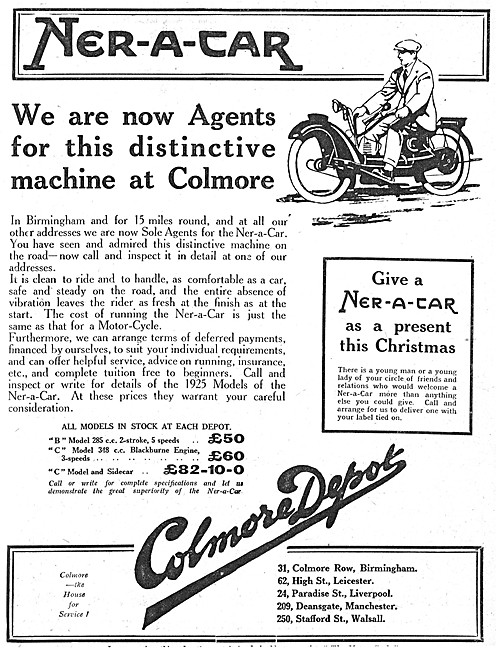 NER-A-CAR
We are now Agents
for this distinctive
machine at Colmore
In Birmingham and for 15 miles round, and at all our
other addresses we are now Sole Agents for the Ner-a-Car.
You have seen and admired this distinctive machine on
the road—now call and inspect it in detail at one of our
addresses.
It is clean to ride and to handle, as comfortable as a car,
safe and steady on the road, and the entire absence of
vibration leaves the rider as fresh at the finish as at the
start. The cost of running the Ner-a-Car is just the
same as that for a Motor-Cycle.
Furthermore, we can arrange terms of deferred payments,
financed by ourselves, to suit your individual requirements,
and can offer helpful service, advice on running, insurance,
etc., and complete tuition free to beginners. Call and
inspect or write for details of the 1925 Models of the
Ner-a-Car. At these prices they warrant your careful
consideration.
ALL MODELS IN STOCK AT EACH DEPOT.
"B" Model 285 c.c. 2-stroke, 5 speeds .. £50
"C" Model 348 c.c. Blackburne Engine,
3-speeds .. .. .. .. .. .. £60
"C" Model and Sidecar .. £82-10-0
Call or write for complete specifications and let us
demonstrate the great superiority of the Ner-a-Car
Give a
NER-A-CAR
as a present
this Christmas
There is a young man or a young
lady of your circle of friends and
relations who would welcome a
Ner-a-Car more than anything
else you could give. Call and
arrange for us to deliver one with
your label tied on.
Colmore Depot
Colmore
—the
House
for
Service!
31, Colmore Row, Birmingham.
62, High St., Leicester.
24, Paradise St., Liverpool.
209, Deansgate, Manchester.
250, Stafford St., Walsall.